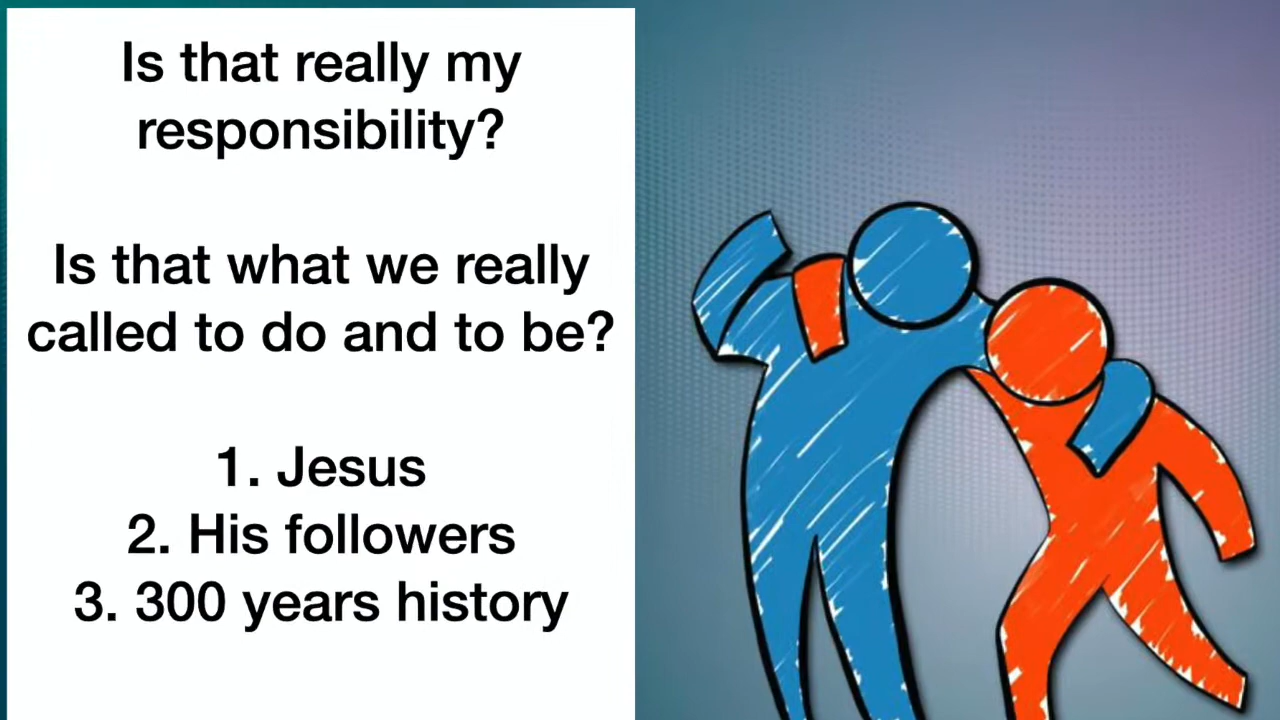 Is that really my
responsibility?
Is that what we really
called to do and to be?
1. Jesus
2. His followers
3. 300 years history